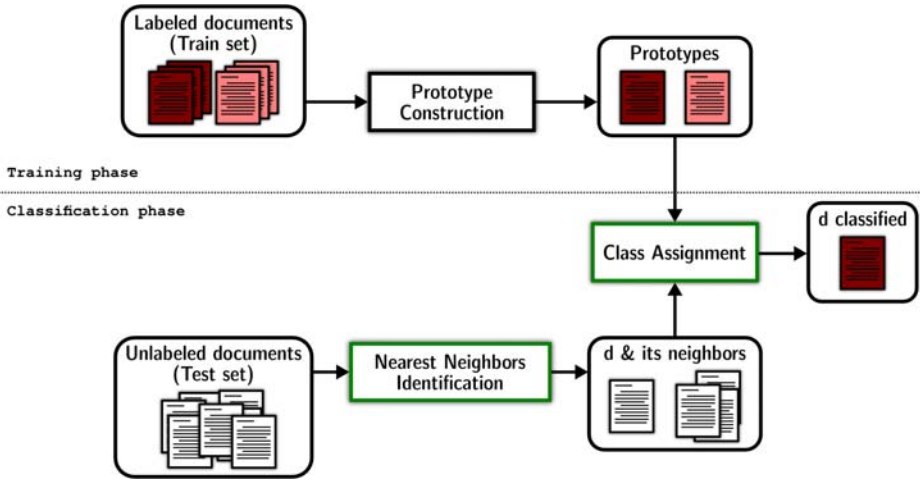 Labeled documents
(Train set)
Prototype
Construction
Prototypes
Training phase
Classification phase
Class Assignment
d classified
Unlabeled documents
(Test set)
Nearest Neighbors
Identification
d & its neighbors